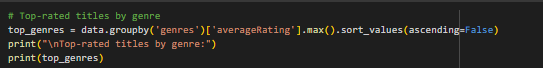 # Top-rated titles by genre
top_genres = data.groupby('genres')['averageRating'].max().sort_values(ascending=False)
print("\nTop-rated titles by genre:")
print(top_genres)